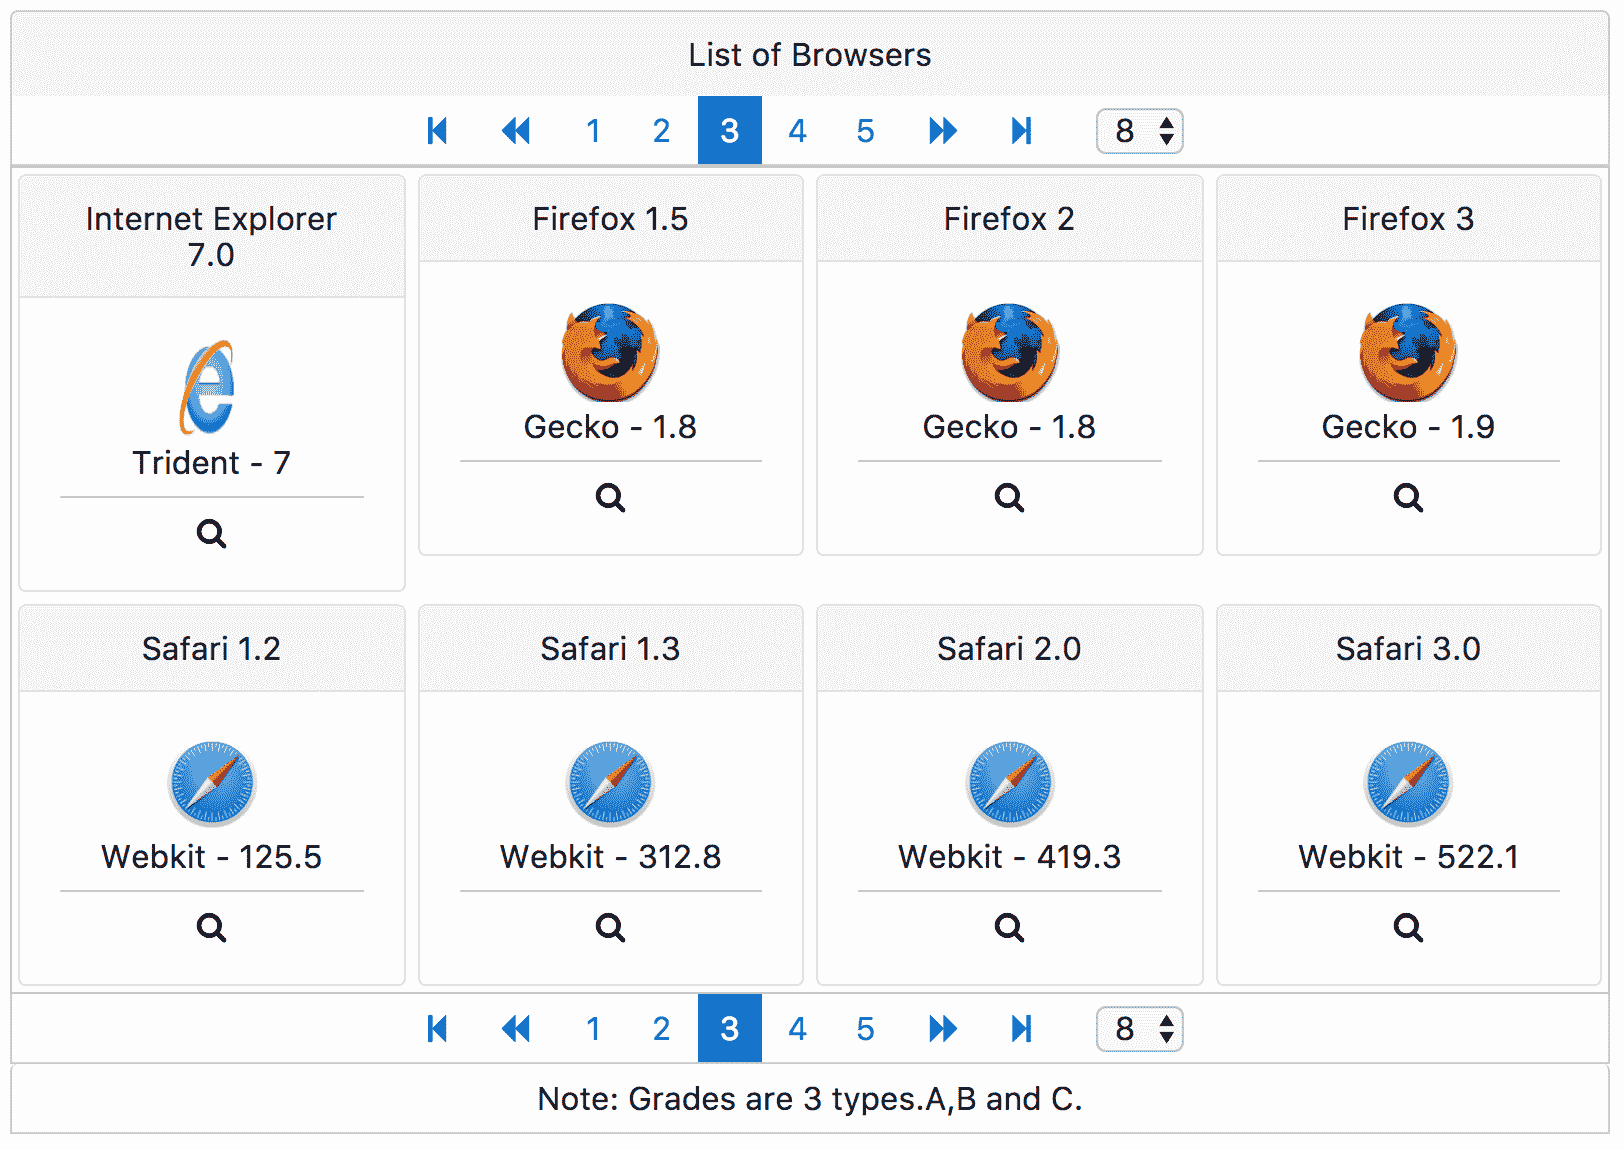 List of Browsers
1 2 3 4 5 8
Internet Explorer
7.0
Trident - 7
Firefox 1.5
Gecko - 1.8
Firefox 2
Gecko - 1.8
Firefox 3
Gecko - 1.9
Safari 1.2
Webkit - 125.5
Safari 1.3
Webkit - 312.8
Safari 2.0
Webkit - 419.3
Safari 3.0
Webkit - 522.1
1 2 3 4 5 8
Note: Grades are 3 types.A,B and C.